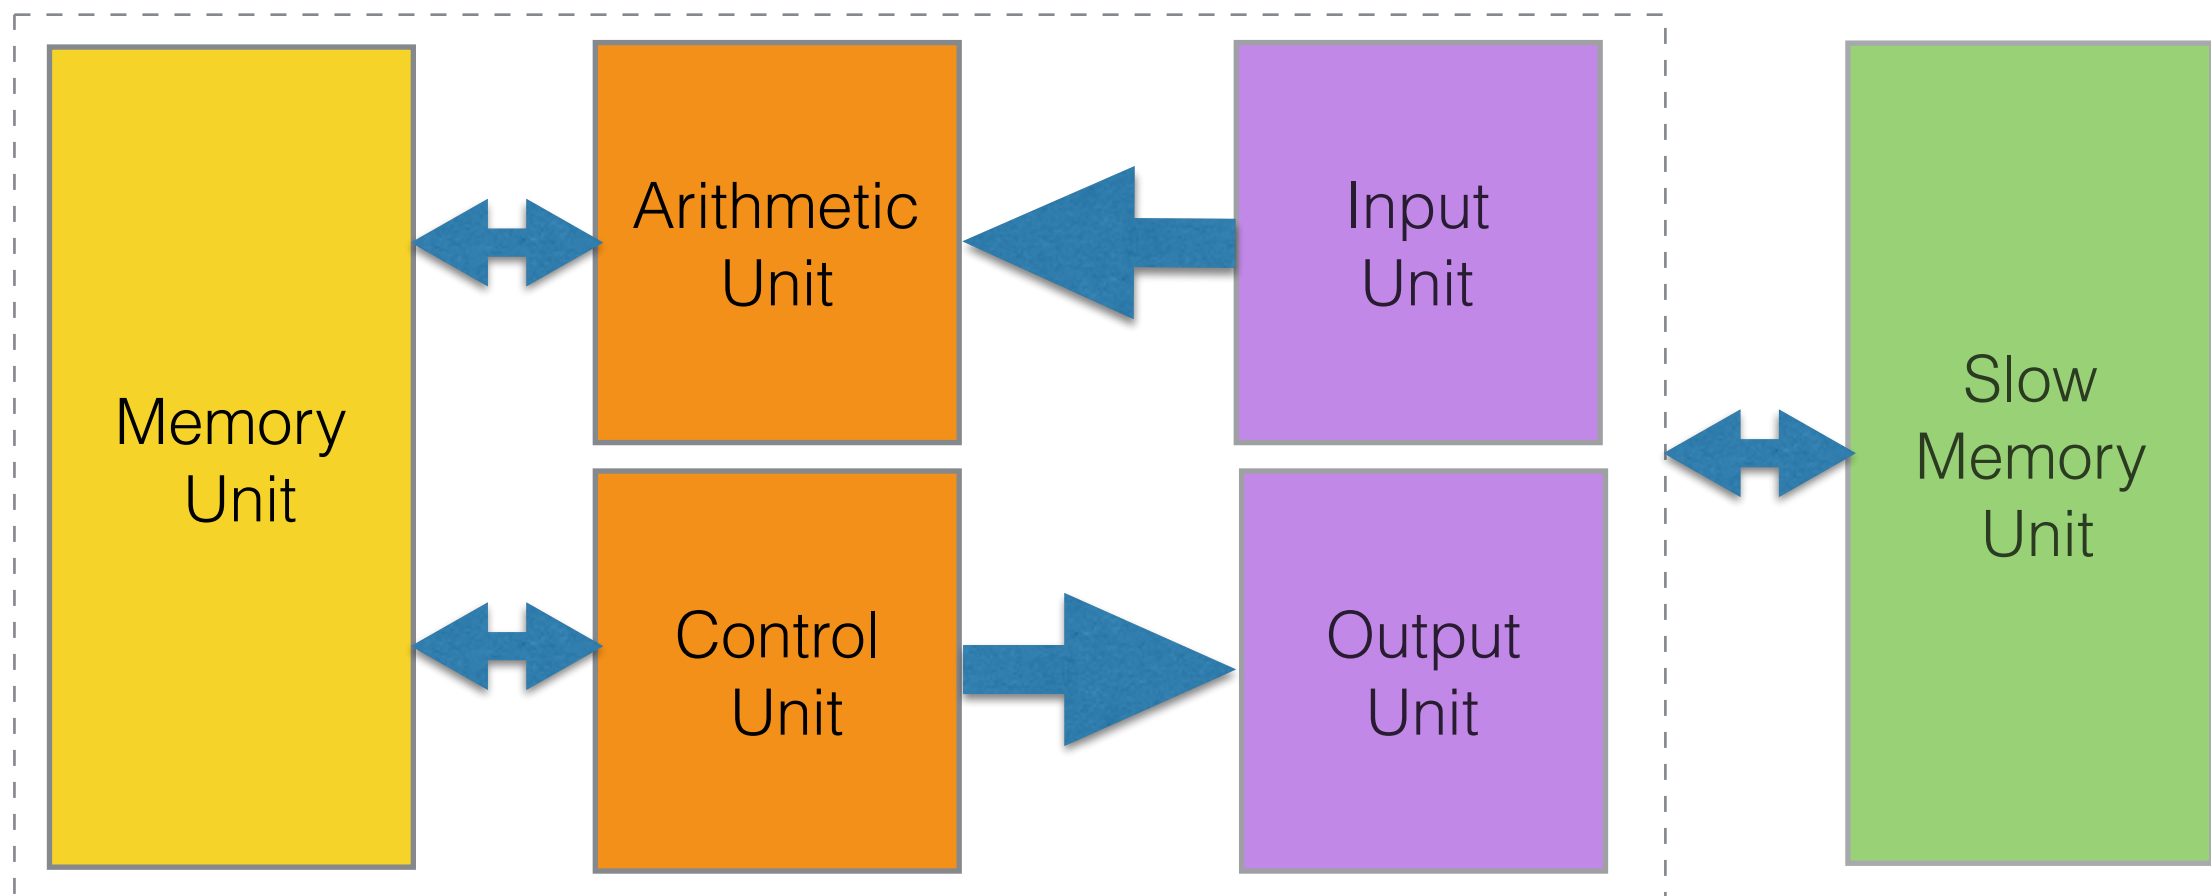 Memory
Unit
Arithmetic
Unit
Control
Unit
Input
Unit
Output
Unit
Slow
Memory
Unit